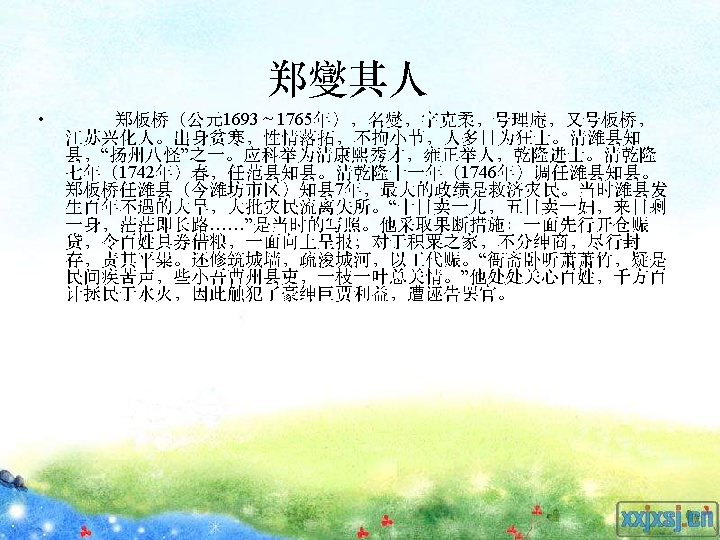 郑燮其人
• 郑板桥（公元1693～1765年），名燮，字克柔，号理庵，又号板桥，
江苏兴化人。出身贫寒，性情落拓，不拘小节，人多目为狂士。清潍县知
县，“扬州八怪”之一。应科举为清康熙秀才，雍正举人，乾隆进士。清乾隆
七年（1742年）春，任范县知县。清乾隆十一年（1746年）调任潍县知县。
郑板桥任潍县（今潍坊市区）知县7年，最大的政绩是救济灾民。当时潍县发
生百年不遇的大旱，大批灾民流离失所。“十日卖一儿，五日卖一妇，来日剩
一身，茫茫即长路……”是当时的写照。他采取果断措施：一面先行开仓赈
贷，令百姓具券借粮，一面向上呈报；对于积粟之家，不分绅商，尽行封
存，责其平粜。还修筑城墙，疏浚城河，以工代赈。“衙斋卧听萧萧竹，疑是
民间疾苦声，些小吾曹州县吏，一枝一叶总关情。”他处处关心百姓，千方百
计拯民于水火，因此触犯了豪绅巨贾利益，遭诬告罢官。
xxjxsj.cn